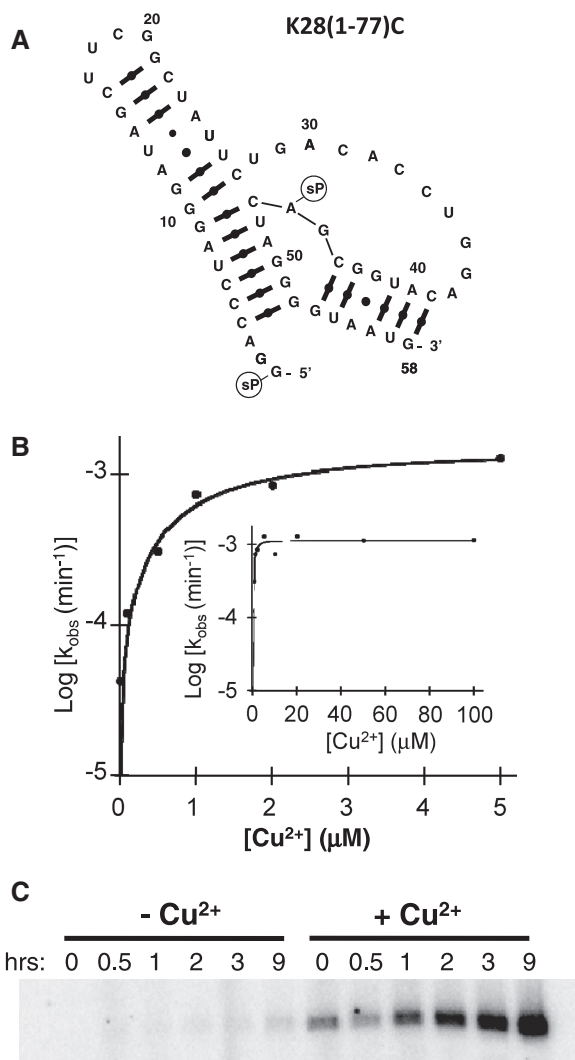 A
K28(1-77)C
20
U C G
U G
C C
G U
A A
U U
A U
G C U G A C A C C U G G A
30
10
G C A G C G G U A C A
sP
40
G U
A A
U G
50
C G
C G U A A U G - 3'
C
A
G
sP
G - 5'
58
B
Log [kobs (min-1)]
-3
-4
-5
0 1 2 3 4 5
[Cu2+] (µM)
Log [kobs (min-1)]
-3
-4
-5
0 20 40 60 80 100
[Cu2+] (µM)
C
- Cu2+ + Cu2+
hrs: 0 0.5 1 2 3 9 0 0.5 1 2 3 9